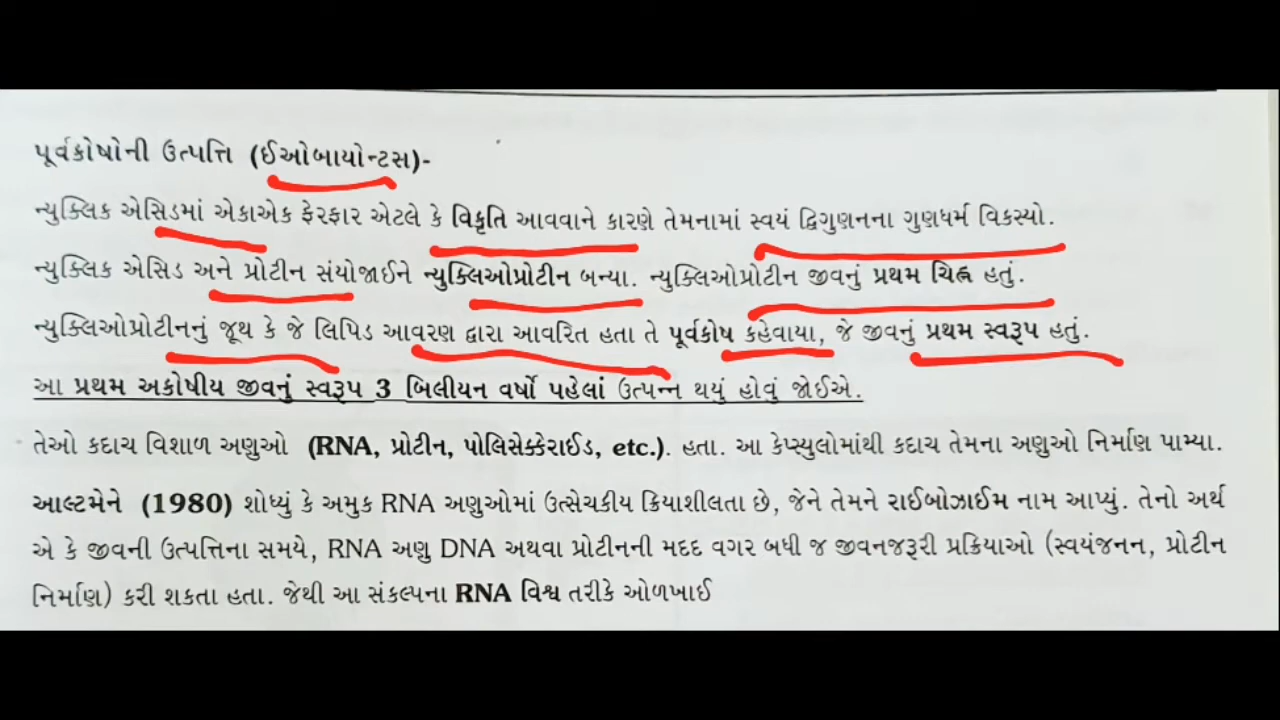 પૂર્વકોષોની ઉત્પત્તિ (ઈઓબાયોન્ટસ)-
ન્યુક્લિક એસિડમાં એકાએક ફેરફાર એટલે કે વિકૃતિ આવવાને કારણે તેમનામાં સ્વયં દ્વિગુણનના ગુણધર્મ વિકસ્યો.
ન્યુક્લિક એસિડ અને પ્રોટીન સંયોજાઈને ન્યુક્લિઓપ્રોટીન બન્યા. ન્યુક્લિઓપ્રોટીન જીવનું પ્રથમ ચિહ્ન હતું.
ન્યુક્લિઓપ્રોટીનનું જૂથ કે જે લિપિડ આવરણ દ્વારા આવરિત હતા તે પૂર્વકોષ કહેવાયા, જે જીવનું પ્રથમ સ્વરૂપ હતું.
આ પ્રથમ અકોષીય જીવનું સ્વરૂપ 3 બિલીયન વર્ષો પહેલાં ઉત્પન્ન થયું હોવું જોઈએ.
તેઓ કદાચ વિશાળ અણુઓ (RNA, પ્રોટીન, પોલિસેક્કેરાઈડ, etc.). હતા. આ કેપ્સ્યુલોમાંથી કદાચ તેમના અણુઓ નિર્માણ પામ્યા.
આલ્ટમેને (1980) શોધ્યું કે અમુક RNA અણુઓમાં ઉત્સેચકીય ક્રિયાશીલતા છે, જેને તેમને રાઈબોઝાઈમ નામ આપ્યું. તેનો અર્થ
એ કે જીવની ઉત્પત્તિના સમયે, RNA અણુ DNA અથવા પ્રોટીનની મદદ વગર બધી જ જીવનજરૂરી પ્રક્રિયાઓ (સ્વયંજનન, પ્રોટીન
નિર્માણ) કરી શકતા હતા. જેથી આ સંકલ્પના RNA વિશ્વ તરીકે ઓળખાઈ